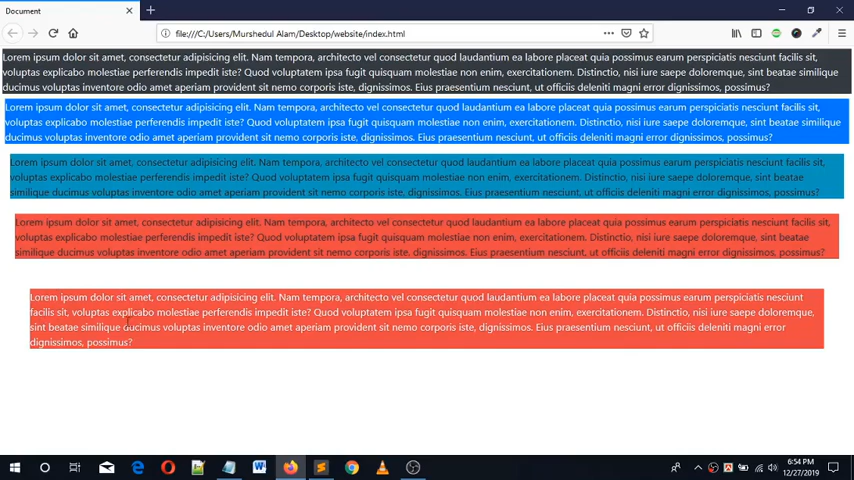 Document
file:///C:/Users/Murshedul Alam/Desktop/website/index.html
Lorem ipsum dolor sit amet, consectetur adipisicing elit. Nam tempora, architecto vel consectetur quod laudantium ea labore placeat quia possimus earum perspiciatis nesciunt facilis sit,
voluptas explicabo molestiae perferendis impedit iste? Quod voluptatem ipsa fugit quisquam molestiae non enim, exercitationem. Distinctio, nisi iure saepe doloremque, sint beatae similique
ducimus voluptas inventore odio amet aperiam provident sit nemo corporis iste, dignissimos. Eius praesentium nesciunt, ut officiis deleniti magni error dignissimos, possimus?
Lorem ipsum dolor sit amet, consectetur adipisicing elit. Nam tempora, architecto vel consectetur quod laudantium ea labore placeat quia possimus earum perspiciatis nesciunt facilis sit,
voluptas explicabo molestiae perferendis impedit iste? Quod voluptatem ipsa fugit quisquam molestiae non enim, exercitationem. Distinctio, nisi iure saepe doloremque, sint beatae similique
ducimus voluptas inventore odio amet aperiam provident sit nemo corporis iste, dignissimos. Eius praesentium nesciunt, ut officiis deleniti magni error dignissimos, possimus?
Lorem ipsum dolor sit amet, consectetur adipisicing elit. Nam tempora, architecto vel consectetur quod laudantium ea labore placeat quia possimus earum perspiciatis nesciunt facilis sit,
voluptas explicabo molestiae perferendis impedit iste? Quod voluptatem ipsa fugit quisquam molestiae non enim, exercitationem. Distinctio, nisi iure saepe doloremque, sint beatae
similique ducimus voluptas inventore odio amet aperiam provident sit nemo corporis iste, dignissimos. Eius praesentium nesciunt, ut officiis deleniti magni error dignissimos, possimus?
Lorem ipsum dolor sit amet, consectetur adipisicing elit. Nam tempora, architecto vel consectetur quod laudantium ea labore placeat quia possimus earum perspiciatis nesciunt facilis sit,
voluptas explicabo molestiae perferendis impedit iste? Quod voluptatem ipsa fugit quisquam molestiae non enim, exercitationem. Distinctio, nisi iure saepe doloremque, sint beatae
similique ducimus voluptas inventore odio amet aperiam provident sit nemo corporis iste, dignissimos. Eius praesentium nesciunt, ut officiis deleniti magni error dignissimos, possimus?
Lorem ipsum dolor sit amet, consectetur adipisicing elit. Nam tempora, architecto vel consectetur quod laudantium ea labore placeat quia possimus earum perspiciatis nesciunt
facilis sit, voluptas explicabo molestiae perferendis impedit iste? Quod voluptatem ipsa fugit quisquam molestiae non enim, exercitationem. Distinctio, nisi iure saepe doloremque,
sint beatae similique ducimus voluptas inventore odio amet aperiam provident sit nemo corporis iste, dignissimos. Eius praesentium nesciunt, ut officiis deleniti magni error
dignissimos, possimus?
6:54 PM
12/27/2019